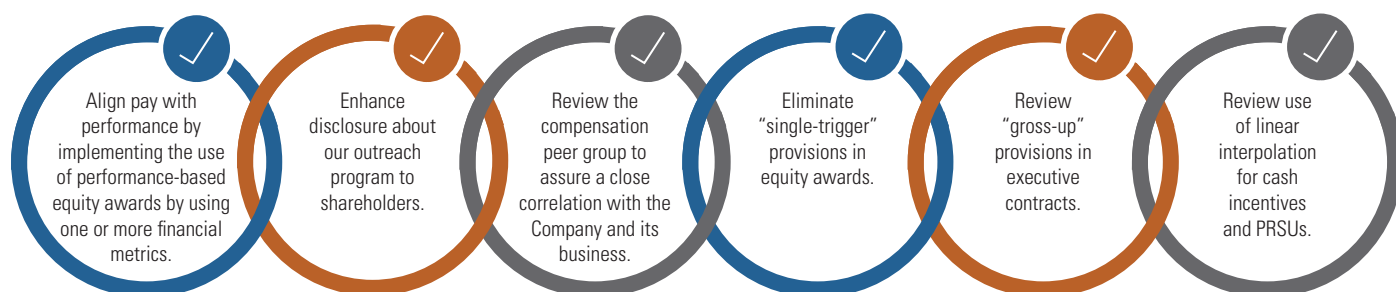 Align pay with
performance by
implementing the use
of performance-based
equity awards by using
one or more financial
metrics.
Enhance
disclosure about
our outreach
program to
shareholders.
Review the
compensation
peer group to
assure a close
correlation with the
Company and its
business.
Eliminate
“single-trigger”
provisions in
equity awards.
Review
“gross-up”
provisions in
executive
contracts.
Review use
of linear
interpolation
for cash
incentives
and PRSUs.